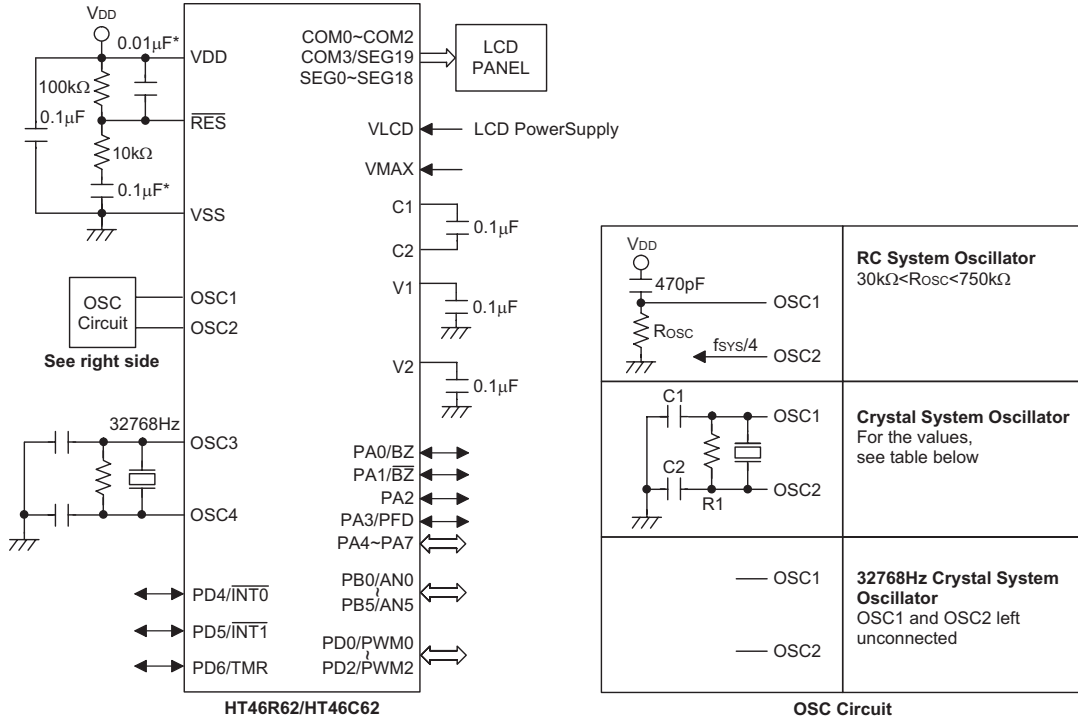 VDD
0.01µF*
VDD
100kΩ
0.1µF
RES
10kΩ
0.1µF*
VSS
OSC
Circuit
OSC1
OSC2
See right side
32768Hz
OSC3
OSC4
PD4/INT0
PD5/INT1
PD6/TMR
COM0~COM2
COM3/SEG19
SEG0~SEG18
LCD
PANEL
VLCD
LCD PowerSupply
VMAX
C1
0.1µF
C2
V1
0.1µF
V2
0.1µF
PA0/BZ
PA1/BZ
PA2
PA3/PFD
PA4~PA7
PB0/AN0
~
PB5/AN5
PD0/PWM0
~
PD2/PWM2
HT46R62/HT46C62
VDD
470pF
OSC1
ROSC
fSYS/4
OSC2
RC System Oscillator
30kΩ<ROSC<750kΩ
C1
OSC1
C2
R1
OSC2
Crystal System Oscillator
For the values,
see table below
OSC1
OSC2
32768Hz Crystal System
Oscillator
OSC1 and OSC2 left
unconnected
OSC Circuit